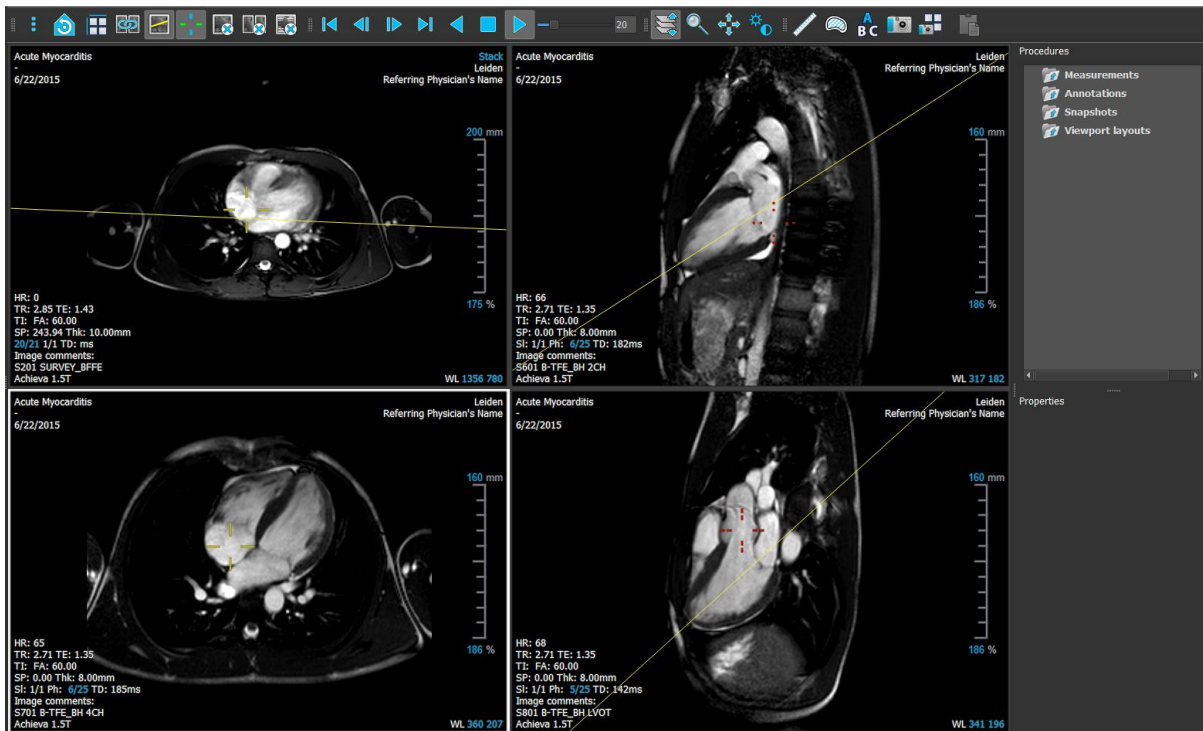 20
A
B C
Acute Myocarditis
-
6/22/2015
Stack
Leiden
Referring Physician's Name
200 mm
175 %
HR: 0
TR: 2.85 TE: 1.43
TI: FA: 60.00
SP: 243.94 Thk: 10.00mm
20/21 1/1 TD: ms
Image comments:
S201 SURVEY_BFFE
Achieva 1.5T
WL 1356 780
Acute Myocarditis
-
6/22/2015
Leiden
Referring Physician's Name
160 mm
186 %
HR: 66
TR: 2.71 TE: 1.35
TI: FA: 60.00
SP: 0.00 Thk: 8.00mm
Sl: 1/1 Ph: 6/25 TD: 182ms
Image comments:
S601 B-TFE_BH 2CH
Achieva 1.5T
WL 317 182
Procedures
Measurements
Annotations
Snapshots
Viewport layouts
Acute Myocarditis
-
6/22/2015
Leiden
Referring Physician's Name
160 mm
186 %
HR: 65
TR: 2.71 TE: 1.35
TI: FA: 60.00
SP: 0.00 Thk: 8.00mm
Sl: 1/1 Ph: 6/25 TD: 185ms
Image comments:
S701 B-TFE_BH 4CH
Achieva 1.5T
WL 360 207
Acute Myocarditis
-
6/22/2015
Leiden
Referring Physician's Name
160 mm
186 %
HR: 68
TR: 2.71 TE: 1.35
TI: FA: 60.00
SP: 0.00 Thk: 8.00mm
Sl: 1/1 Ph: 5/25 TD: 142ms
Image comments:
S801 B-TFE_BH LVOT
Achieva 1.5T
WL 341 196
Properties